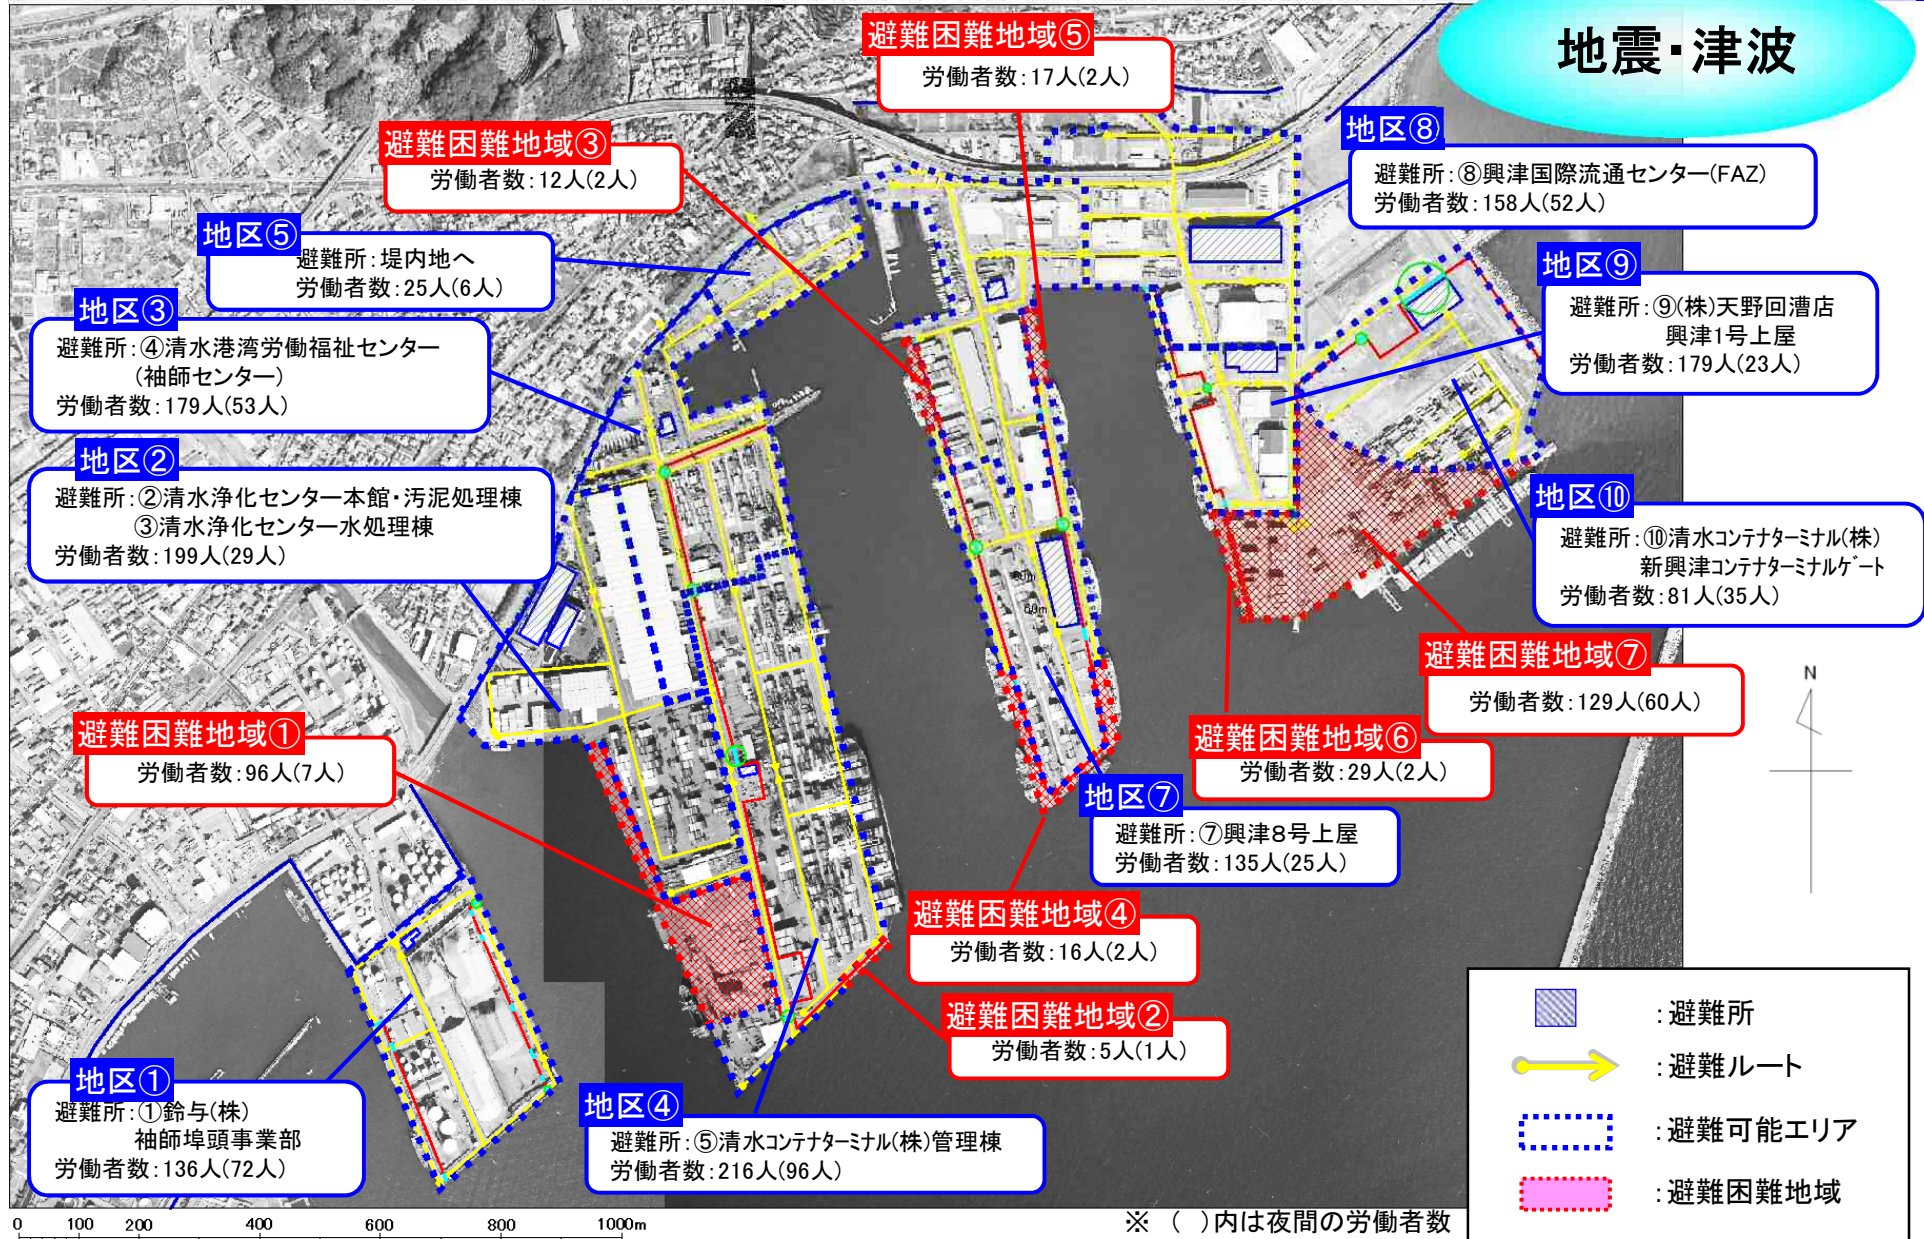 地震・津波
避難困難地域⑤
労働者数:17人(2人)
避難困難地域③
労働者数:12人(2人)
地区⑧
避難所:⑧興津国際流通センター(FAZ)
労働者数:158人(52人)
地区⑤
避難所:堤内地へ
労働者数:25人(6人)
地区⑨
避難所:⑨(株)天野回漕店
興津1号上屋
労働者数:179人(23人)
地区③
避難所:④清水港湾労働福祉センター
(袖師センター)
労働者数:179人(53人)
地区②
避難所:②清水浄化センター本館・汚泥処理棟
③清水浄化センター水処理棟
労働者数:199人(29人)
地区⑩
避難所:⑩清水コンテナターミナル(株)
新興津コンテナターミナルゲート
労働者数:81人(35人)
60m
避難困難地域⑦
労働者数:129人(60人)
避難困難地域①
労働者数:96人(7人)
避難困難地域⑥
労働者数:29人(2人)
N
地区⑦
避難所:⑦興津8号上屋
労働者数:135人(25人)
避難困難地域④
労働者数:16人(2人)
避難困難地域②
労働者数:5人(1人)
地区①
避難所:①鈴与(株)
袖師埠頭事業部
労働者数:136人(72人)
地区④
避難所:⑤清水コンテナターミナル(株)管理棟
労働者数:216人(96人)
:避難所
:避難ルート
:避難可能エリア
:避難困難地域
0 100 200 400 600 800 1000m
※ ( )内は夜間の労働者数